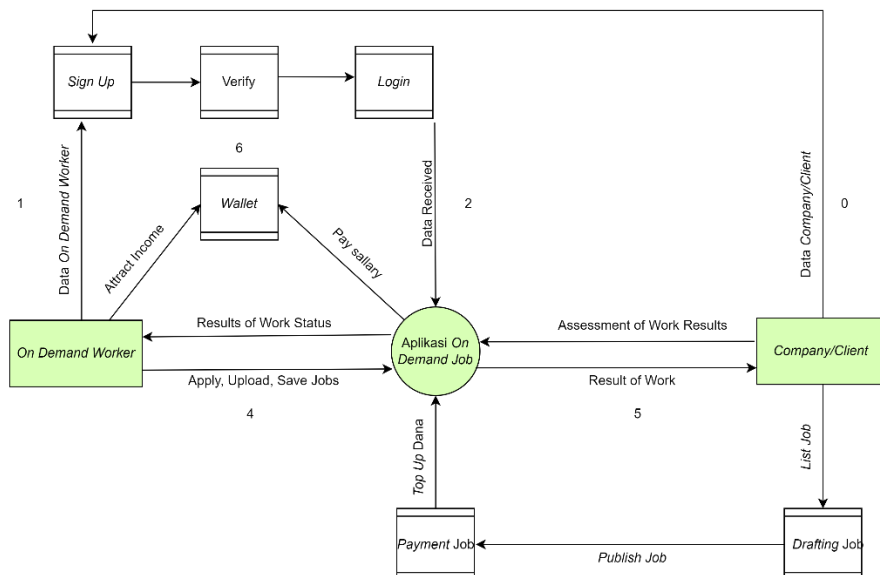 Sign Up
Verify
Login
6
1
Data On Demand Worker
Wallet
2
Data Received
0
Data Company/Client
Attract Income
Pay sallary
Results of Work Status
Assessment of Work Results
On Demand Worker
Aplikasi On
Demand Job
Company/Client
Apply, Upload, Save Jobs
Result of Work
4
5
Top Up Dana
List Job
Payment Job
Publish Job
Drafting Job